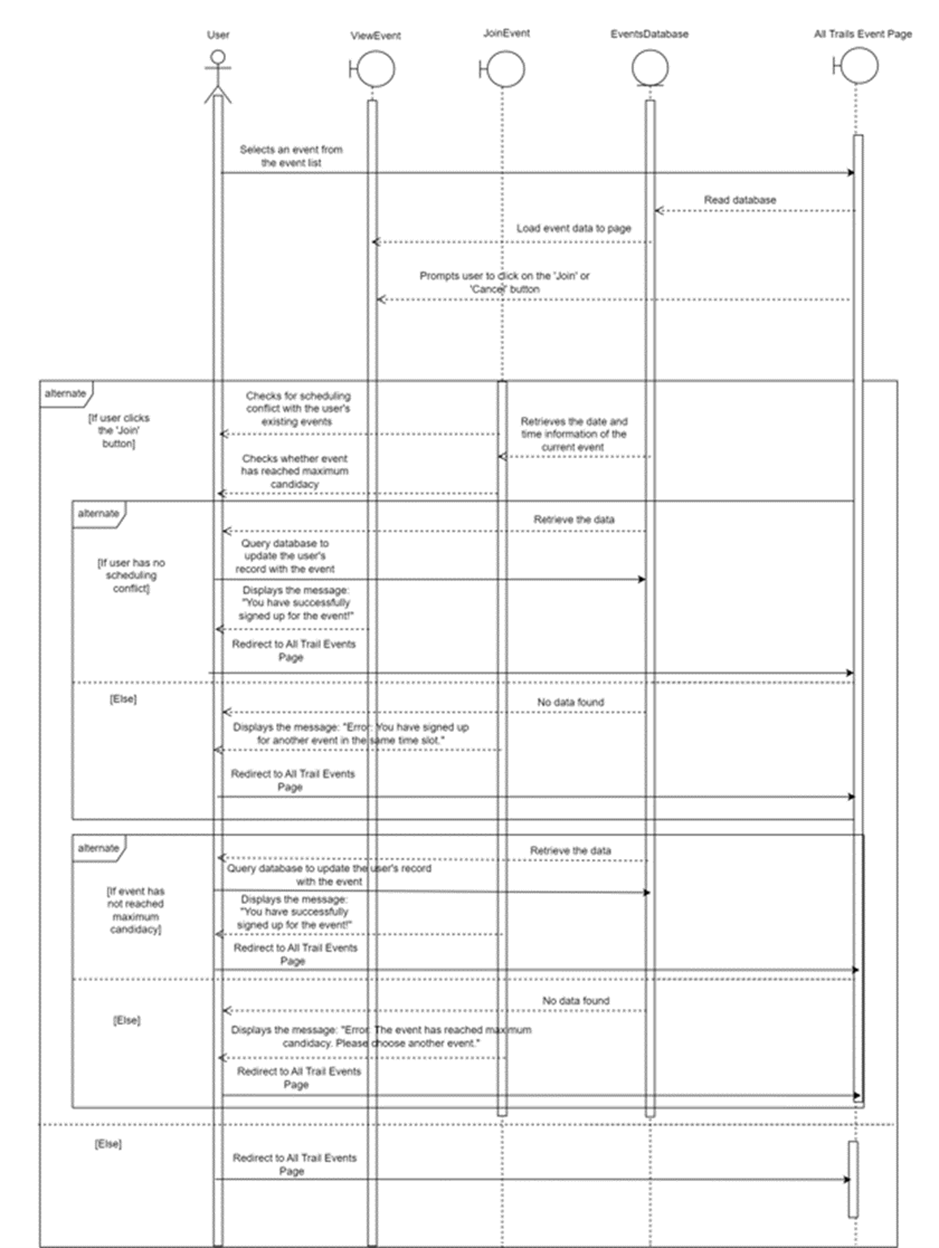 User
ViewEvent
JoinEvent
EventsDatabase
All Trails Event Page
Selects an event from
the event list
Read database
Load event data to page
Prompts user to click on the 'Join' or
'Cancel' button
alternate
[If user clicks
the 'Join'
button]
Checks for scheduling
conflict with the user's
existing events
Retrieves the date and
time information of the
current event
Checks whether event
has reached maximum
candidacy
alternate
[If user has no
scheduling
conflict]
Retrieve the data
Query database to
update the user's
record with the event
Displays the message:
"You have successfully
signed up for the event!"
Redirect to All Trail Events
Page
[Else]
No data found
Displays the message: "Error: You have signed up
for another event in the same time slot."
Redirect to All Trail Events
Page
alternate
[If event has
not reached
maximum
candidacy]
Retrieve the data
Query database to update the user's record
with the event
Displays the message:
"You have successfully
signed up for the event!"
Redirect to All Trail Events
Page
[Else]
No data found
Displays the message: "Error: The event has reached maximum
candidacy. Please choose another event."
Redirect to All Trail Events
Page
[Else]
Redirect to All Trail Events
Page